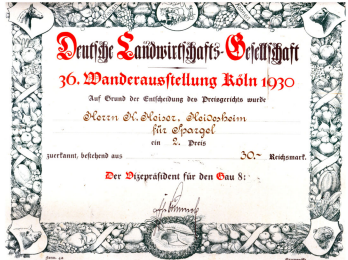 Deutsche Landwirtschafts-Gesellschaft
36. Wanderausstellung Köln 1930
Auf Grund der Entscheidung des Preisgerichts wurde
Herrn H. Heiser, Heidesheim
für Spargel
ein 2. Preis
zuerkannt, bestehend aus 30.- Reichsmark.
Der Vizepräsident für den Gau 8: